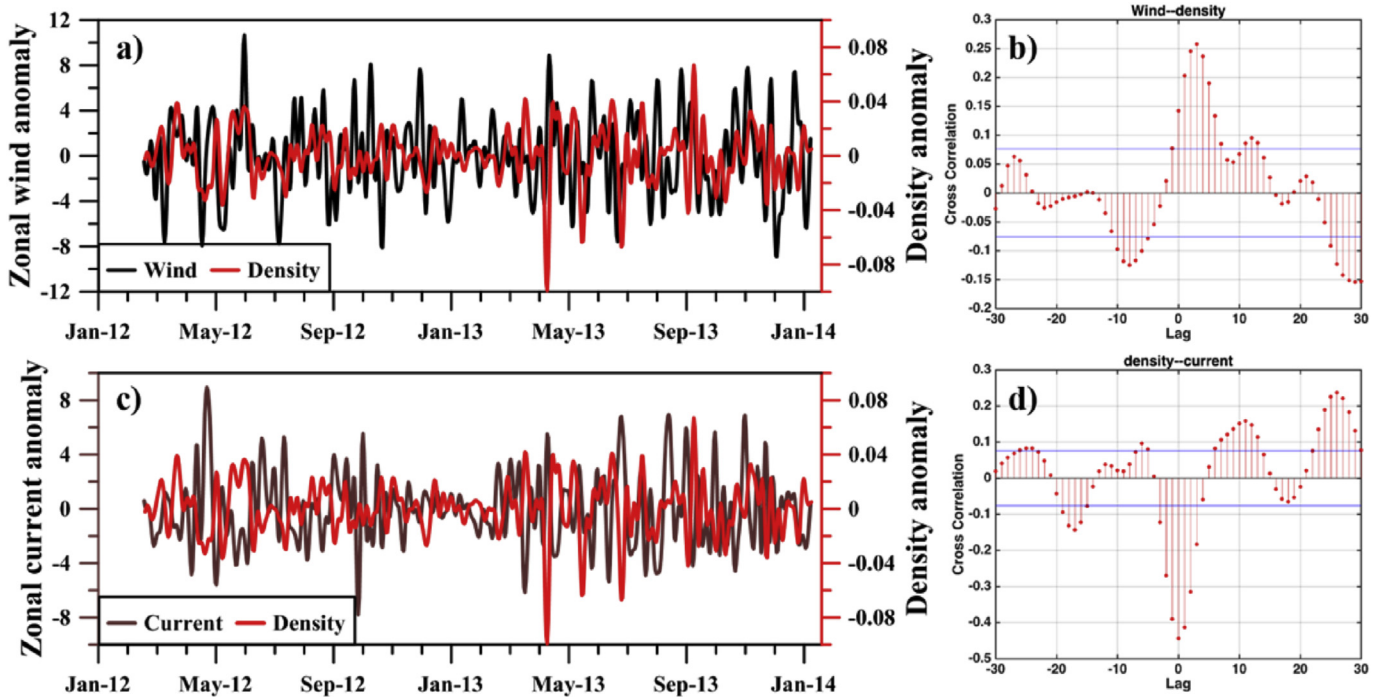 a)
Zonal wind anomaly
12
8
4
0
-4
-8
-12
Wind Density
0.08
0.04
0
-0.04
-0.08
Density anomaly
Jan-12 May-12 Sep-12 Jan-13 May-13 Sep-13 Jan-14
Wind--density
b)
Cross Correlation
0.3
0.25
0.2
0.15
0.1
0.05
0
-0.05
-0.1
-0.15
-0.2
-30 -20 -10 0 10 20 30
Lag
c)
Zonal current anomaly
8
4
0
-4
-8
Current Density
0.08
0.04
0
-0.04
-0.08
Density anomaly
Jan-12 May-12 Sep-12 Jan-13 May-13 Sep-13 Jan-14
density--current
d)
Cross Correlation
0.3
0.2
0.1
0
-0.1
-0.2
-0.3
-0.4
-0.5
-30 -20 -10 0 10 20 30
Lag